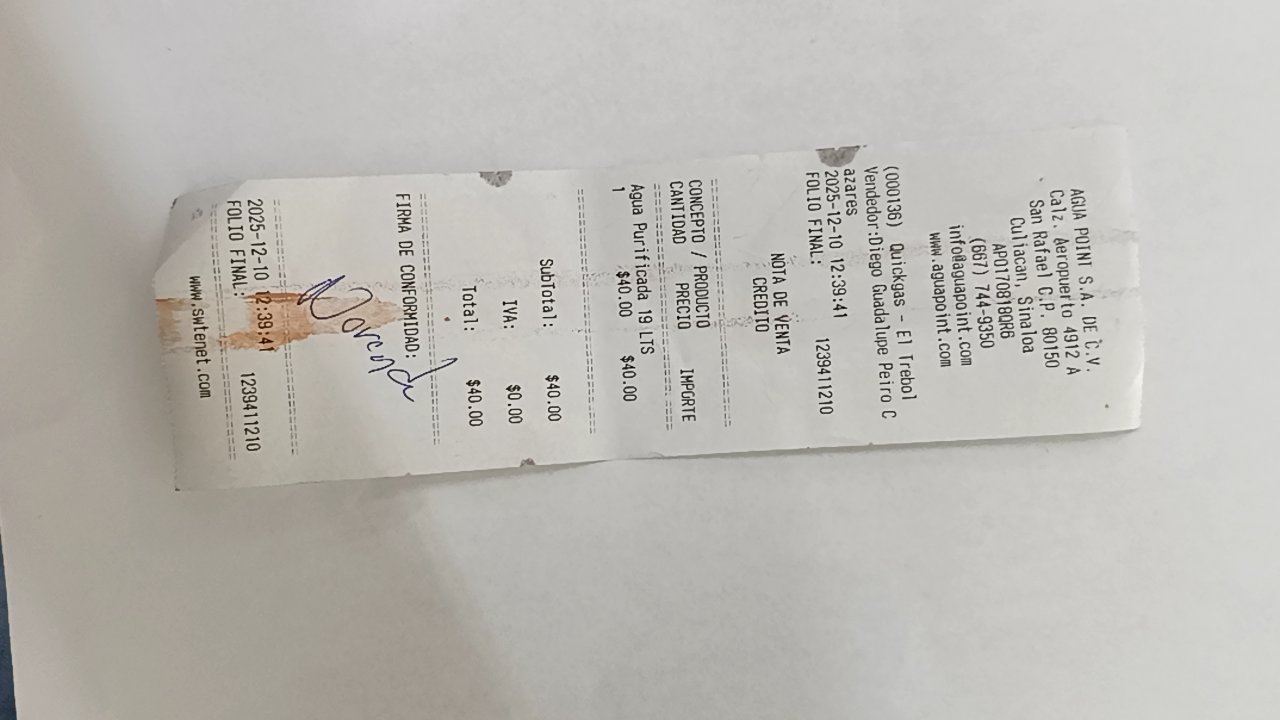 AGUA POINT S.A. DE C.V.
Calz. Aeropuerto 4912 A
San Rafael C.P. 80150
Culiacan, Sinaloa
APO170818QR6
(667) 744-9350
info@aguapoint.com
www.aguapoint.com
(000136) Quickgas - El Trebol
Vendedor:Diego Guadalupe Peiro C
azares
2025-12-10 12:39:41
FOLIO FINAL: 1239411210
NOTA DE VENTA
CREDITO
CONCEPTO / PRODUCTO
CANTIDAD PRECIO IMPORTE
Agua Purificada 19 LTS
1 $40.00 $40.00
SubTotal: $40.00
IVA: $0.00
Total: $40.00
FIRMA DE CONFORMIDAD:
2025-12-10 12:39:41
FOLIO FINAL: 1239411210
www.swtenet.com